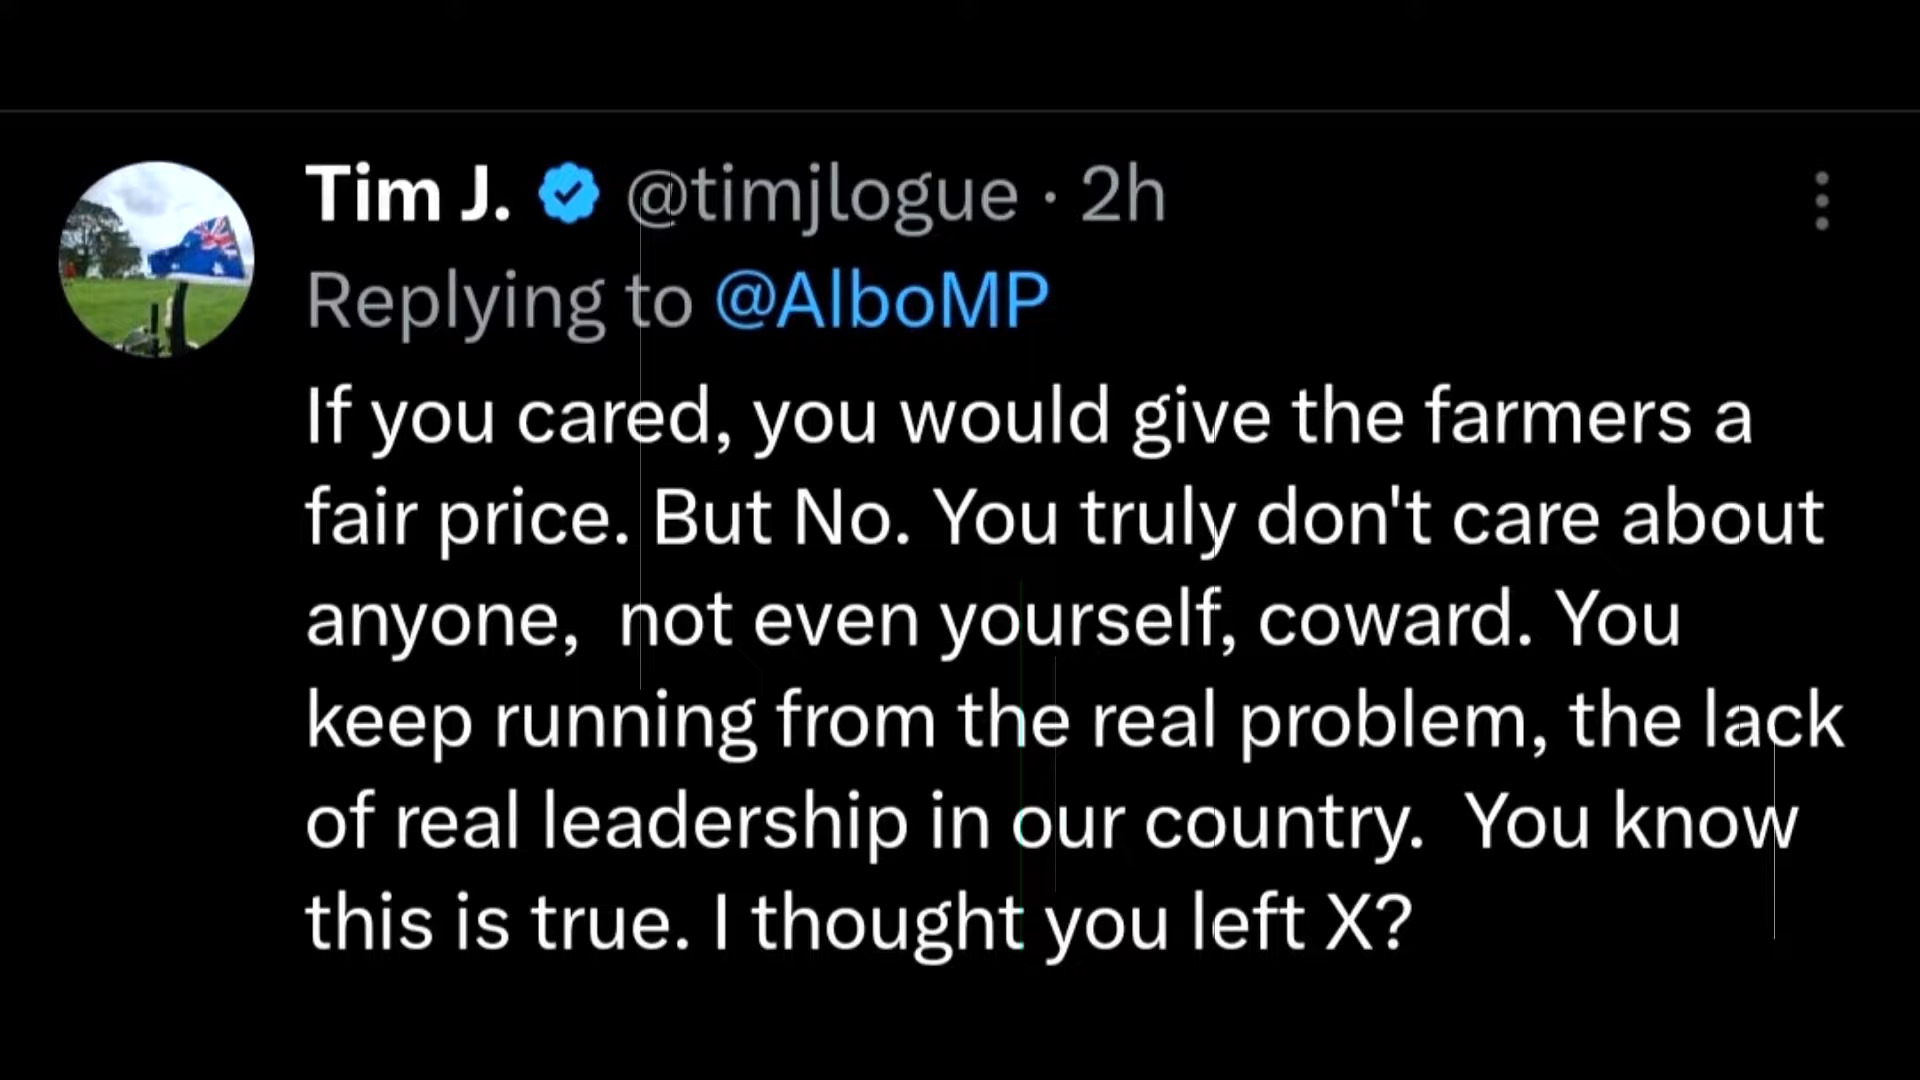 Tim J. @timjlogue · 2h
Replying to @AlboMP
If you cared, you would give the farmers a
fair price. But No. You truly don't care about
anyone,  not even yourself, coward. You
keep running from the real problem, the lack
of real leadership in our country.  You know
this is true. I thought you left X?